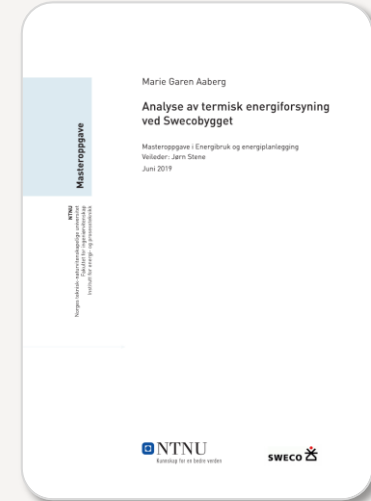 Marie Garen Aaberg
Analyse av termisk energiforsyning
ved Swecobygget
Masteroppgave i Energibruk og energiplanlegging
Veileder: Jørn Stene
Juni 2019
Masteroppgave
NTNU
Norges teknisk-naturvitenskapelige universitet
Fakultet for ingeniørvitenskap
Institutt for energi- og prosessteknikk
NTNU
Kunnskap for en bedre verden
SWECO